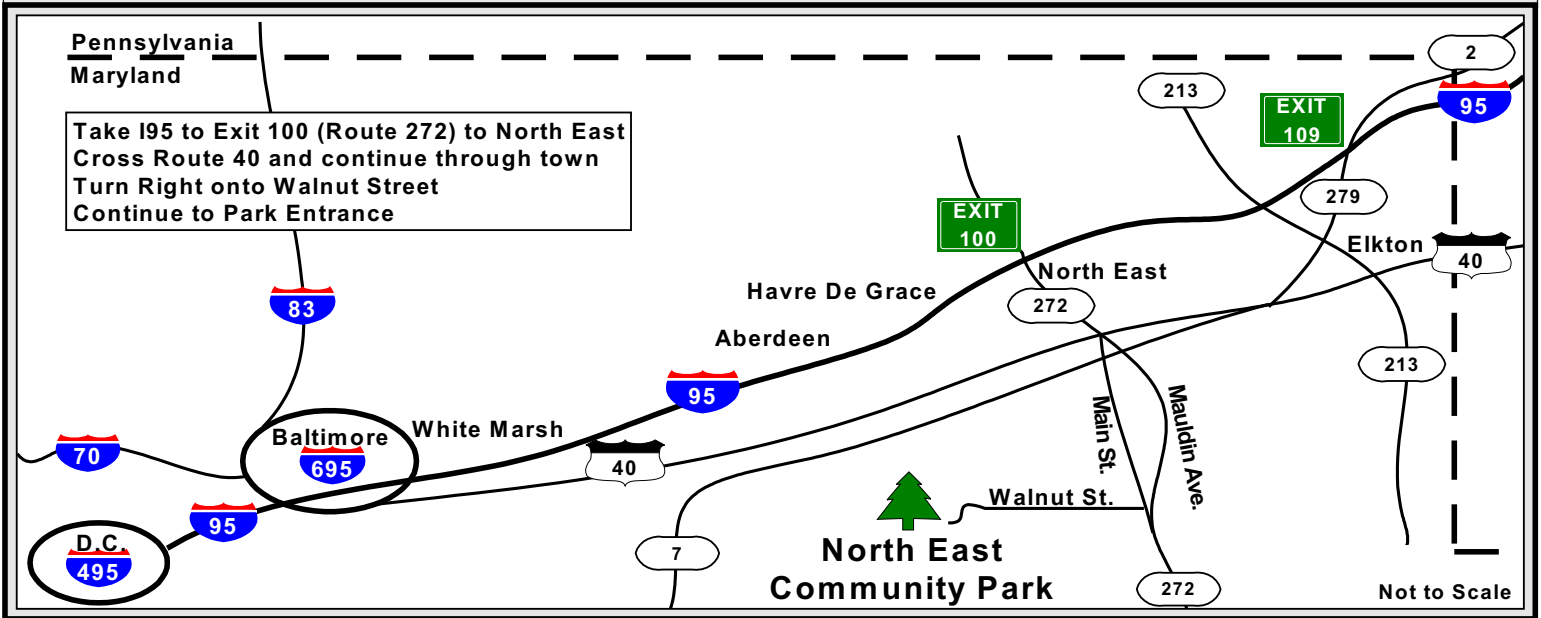 Pennsylvania
Maryland
Take I95 to Exit 100 (Route 272) to North East
Cross Route 40 and continue through town
Turn Right onto Walnut Street
Continue to Park Entrance
2
95
213
EXIT
109
279
EXIT
100
Elkton
40
North East
272
Havre De Grace
83
Aberdeen
213
95
Main St.
Mauldin Ave.
White Marsh
Baltimore
695
70
40
Walnut St.
95
D.C.
495
7
North East
Community Park
272
Not to Scale